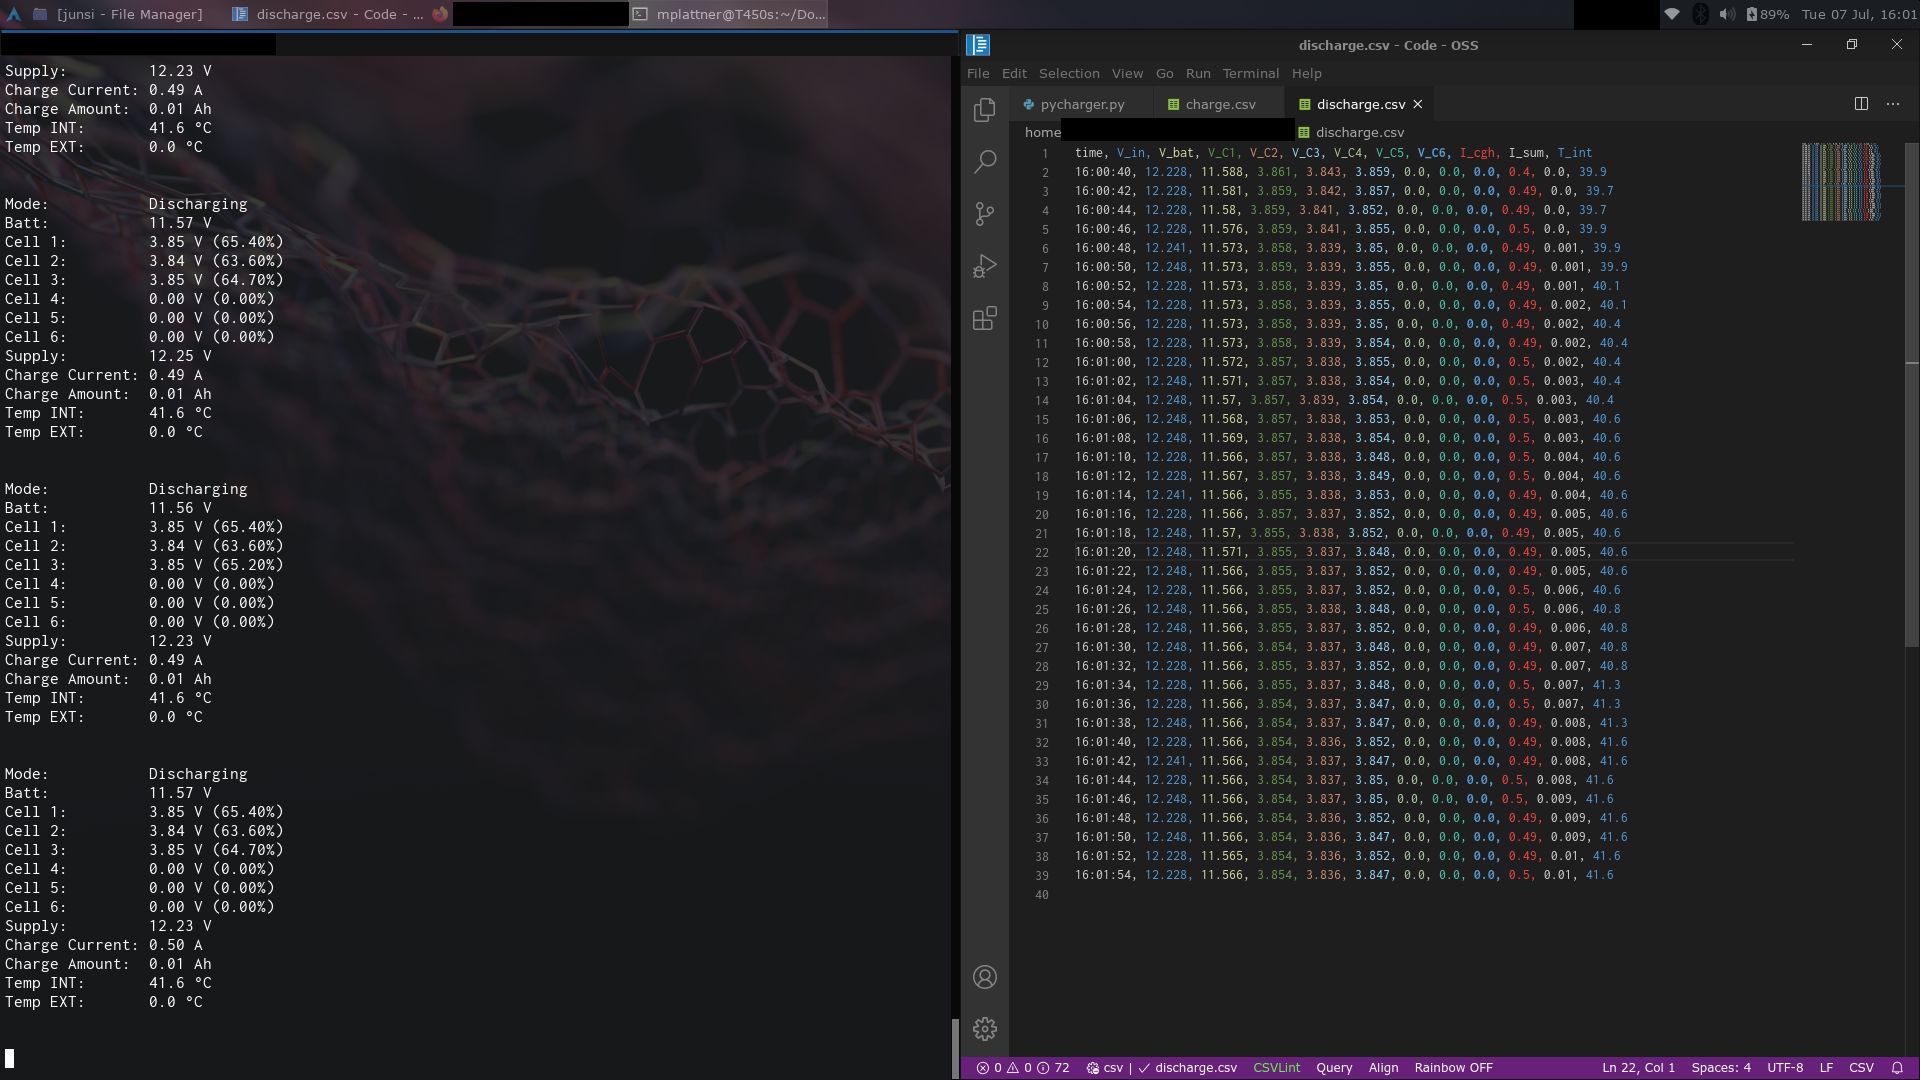 [junsi - File Manager] discharge.csv - Code - ... mplattner@T450s:~/Do... 89% Tue 07 Jul, 16:01
Supply: 12.23 V
Charge Current: 0.49 A
Charge Amount: 0.01 Ah
Temp INT: 41.6 °C
Temp EXT: 0.0 °C
Mode: Discharging
Batt: 11.57 V
Cell 1: 3.85 V (65.40%)
Cell 2: 3.84 V (63.60%)
Cell 3: 3.85 V (64.70%)
Cell 4: 0.00 V (0.00%)
Cell 5: 0.00 V (0.00%)
Cell 6: 0.00 V (0.00%)
Supply: 12.25 V
Charge Current: 0.49 A
Charge Amount: 0.01 Ah
Temp INT: 41.6 °C
Temp EXT: 0.0 °C
Mode: Discharging
Batt: 11.56 V
Cell 1: 3.85 V (65.40%)
Cell 2: 3.84 V (63.60%)
Cell 3: 3.85 V (65.20%)
Cell 4: 0.00 V (0.00%)
Cell 5: 0.00 V (0.00%)
Cell 6: 0.00 V (0.00%)
Supply: 12.23 V
Charge Current: 0.49 A
Charge Amount: 0.01 Ah
Temp INT: 41.6 °C
Temp EXT: 0.0 °C
Mode: Discharging
Batt: 11.57 V
Cell 1: 3.85 V (65.40%)
Cell 2: 3.84 V (63.60%)
Cell 3: 3.85 V (64.70%)
Cell 4: 0.00 V (0.00%)
Cell 5: 0.00 V (0.00%)
Cell 6: 0.00 V (0.00%)
Supply: 12.23 V
Charge Current: 0.50 A
Charge Amount: 0.01 Ah
Temp INT: 41.6 °C
Temp EXT: 0.0 °C
discharge.csv - Code - OSS
File Edit Selection View Go Run Terminal Help
pycharger.py charge.csv discharge.csv
home discharge.csv
1 time, V_in, V_bat, V_C1, V_C2, V_C3, V_C4, V_C5, V_C6, I_cgh, I_sum, T_int
2 16:00:40, 12.228, 11.588, 3.861, 3.843, 3.859, 0.0, 0.0, 0.0, 0.4, 0.0, 39.9
3 16:00:42, 12.228, 11.581, 3.859, 3.842, 3.857, 0.0, 0.0, 0.0, 0.49, 0.0, 39.7
4 16:00:44, 12.228, 11.58, 3.859, 3.841, 3.852, 0.0, 0.0, 0.0, 0.49, 0.0, 39.7
5 16:00:46, 12.228, 11.576, 3.859, 3.841, 3.855, 0.0, 0.0, 0.0, 0.5, 0.0, 39.9
6 16:00:48, 12.241, 11.573, 3.858, 3.839, 3.85, 0.0, 0.0, 0.0, 0.49, 0.001, 39.9
7 16:00:50, 12.248, 11.573, 3.859, 3.839, 3.855, 0.0, 0.0, 0.0, 0.49, 0.001, 39.9
8 16:00:52, 12.228, 11.573, 3.858, 3.839, 3.85, 0.0, 0.0, 0.0, 0.49, 0.001, 40.1
9 16:00:54, 12.228, 11.573, 3.858, 3.839, 3.855, 0.0, 0.0, 0.0, 0.49, 0.002, 40.1
10 16:00:56, 12.228, 11.573, 3.858, 3.839, 3.85, 0.0, 0.0, 0.0, 0.49, 0.002, 40.4
11 16:00:58, 12.228, 11.573, 3.858, 3.838, 3.854, 0.0, 0.0, 0.0, 0.49, 0.002, 40.4
12 16:01:00, 12.228, 11.572, 3.857, 3.838, 3.855, 0.0, 0.0, 0.0, 0.5, 0.002, 40.4
13 16:01:02, 12.248, 11.571, 3.857, 3.838, 3.854, 0.0, 0.0, 0.0, 0.5, 0.003, 40.4
14 16:01:04, 12.248, 11.57, 3.857, 3.839, 3.854, 0.0, 0.0, 0.0, 0.5, 0.003, 40.4
15 16:01:06, 12.248, 11.568, 3.857, 3.838, 3.853, 0.0, 0.0, 0.0, 0.5, 0.003, 40.6
16 16:01:08, 12.241, 11.569, 3.857, 3.838, 3.854, 0.0, 0.0, 0.0, 0.5, 0.003, 40.6
17 16:01:10, 12.228, 11.566, 3.857, 3.838, 3.848, 0.0, 0.0, 0.0, 0.5, 0.004, 40.6
18 16:01:12, 12.228, 11.567, 3.857, 3.838, 3.849, 0.0, 0.0, 0.0, 0.5, 0.004, 40.6
19 16:01:14, 12.241, 11.566, 3.855, 3.838, 3.853, 0.0, 0.0, 0.0, 0.49, 0.004, 40.6
20 16:01:16, 12.228, 11.566, 3.857, 3.837, 3.852, 0.0, 0.0, 0.0, 0.49, 0.005, 40.6
21 16:01:18, 12.248, 11.57, 3.855, 3.838, 3.852, 0.0, 0.0, 0.0, 0.49, 0.005, 40.6
22 16:01:20, 12.248, 11.571, 3.855, 3.837, 3.848, 0.0, 0.0, 0.0, 0.49, 0.005, 40.6
23 16:01:22, 12.248, 11.566, 3.855, 3.837, 3.852, 0.0, 0.0, 0.0, 0.49, 0.005, 40.6
24 16:01:24, 12.228, 11.566, 3.855, 3.837, 3.852, 0.0, 0.0, 0.0, 0.5, 0.006, 40.6
25 16:01:26, 12.248, 11.566, 3.855, 3.838, 3.848, 0.0, 0.0, 0.0, 0.5, 0.006, 40.8
26 16:01:28, 12.248, 11.566, 3.855, 3.837, 3.852, 0.0, 0.0, 0.0, 0.49, 0.006, 40.8
27 16:01:30, 12.248, 11.566, 3.854, 3.837, 3.848, 0.0, 0.0, 0.0, 0.49, 0.007, 40.8
28 16:01:32, 12.228, 11.566, 3.855, 3.837, 3.852, 0.0, 0.0, 0.0, 0.49, 0.007, 40.8
29 16:01:34, 12.228, 11.566, 3.855, 3.837, 3.848, 0.0, 0.0, 0.0, 0.5, 0.007, 41.3
30 16:01:36, 12.228, 11.566, 3.854, 3.837, 3.847, 0.0, 0.0, 0.0, 0.5, 0.007, 41.3
31 16:01:38, 12.248, 11.566, 3.854, 3.837, 3.847, 0.0, 0.0, 0.0, 0.49, 0.008, 41.3
32 16:01:40, 12.228, 11.566, 3.854, 3.836, 3.852, 0.0, 0.0, 0.0, 0.49, 0.008, 41.6
33 16:01:42, 12.241, 11.566, 3.854, 3.837, 3.847, 0.0, 0.0, 0.0, 0.49, 0.008, 41.6
34 16:01:44, 12.228, 11.566, 3.854, 3.837, 3.85, 0.0, 0.0, 0.0, 0.5, 0.008, 41.6
35 16:01:46, 12.248, 11.566, 3.854, 3.837, 3.85, 0.0, 0.0, 0.0, 0.5, 0.009, 41.6
36 16:01:48, 12.228, 11.566, 3.854, 3.836, 3.852, 0.0, 0.0, 0.0, 0.49, 0.009, 41.6
37 16:01:50, 12.248, 11.566, 3.854, 3.836, 3.847, 0.0, 0.0, 0.0, 0.49, 0.009, 41.6
38 16:01:52, 12.228, 11.565, 3.854, 3.836, 3.852, 0.0, 0.0, 0.0, 0.49, 0.01, 41.6
39 16:01:54, 12.228, 11.566, 3.854, 3.836, 3.847, 0.0, 0.0, 0.0, 0.5, 0.01, 41.6
40
0 0 72 csv | discharge.csv CSVLint Query Align Rainbow OFF Ln 22, Col 1 Spaces: 4 UTF-8 LF CSV